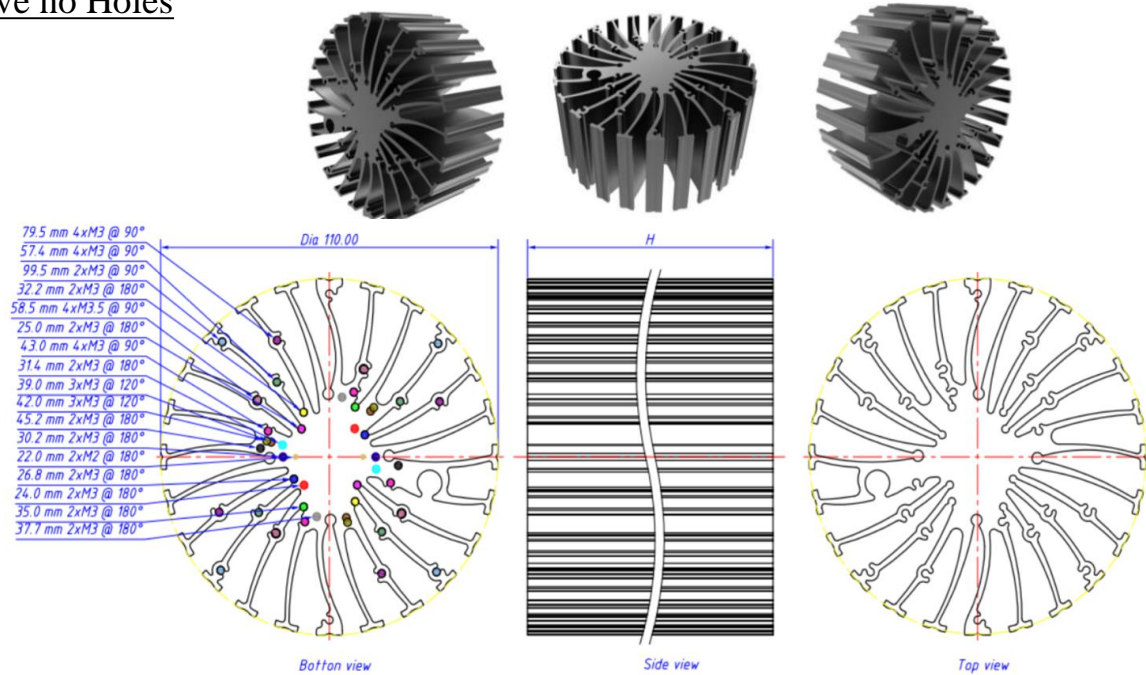 ve no Holes
79.5 mm 4xM3 @ 90°
57.4 mm 4xM3 @ 90°
99.5 mm 2xM3 @ 90°
32.2 mm 2xM3 @ 180°
58.5 mm 4xM3.5 @ 90°
25.0 mm 2xM3 @ 180°
43.0 mm 4xM3 @ 90°
31.4 mm 2xM3 @ 180°
39.0 mm 3xM3 @ 120°
42.0 mm 3xM3 @ 120°
45.2 mm 2xM3 @ 180°
30.2 mm 2xM3 @ 180°
22.0 mm 2xM2 @ 180°
26.8 mm 2xM3 @ 180°
24.0 mm 2xM3 @ 180°
35.0 mm 2xM3 @ 180°
37.7 mm 2xM3 @ 180°
Dia 110.00
H
Botton view
Side view
Top view